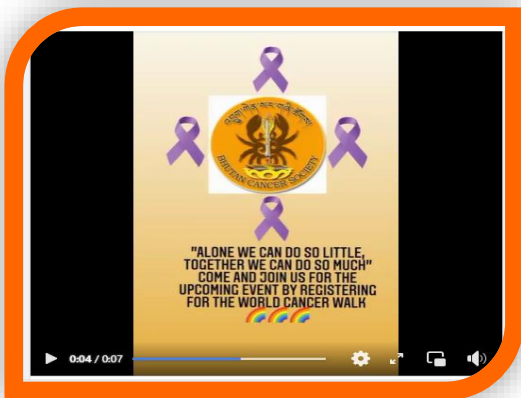 BHUTAN CANCER SOCIETY
"ALONE WE CAN DO SO LITTLE,
TOGETHER WE CAN DO SO MUCH"
COME AND JOIN US FOR THE
UPCOMING EVENT BY REGISTERING
FOR THE WORLD CANCER WALK
0:04 / 0:07